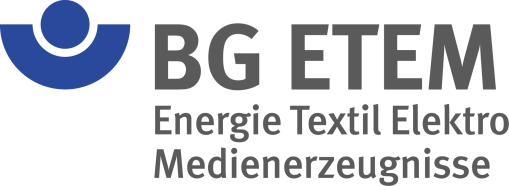 BG ETEM
Energie Textil Elektro
Medienerzeugnisse